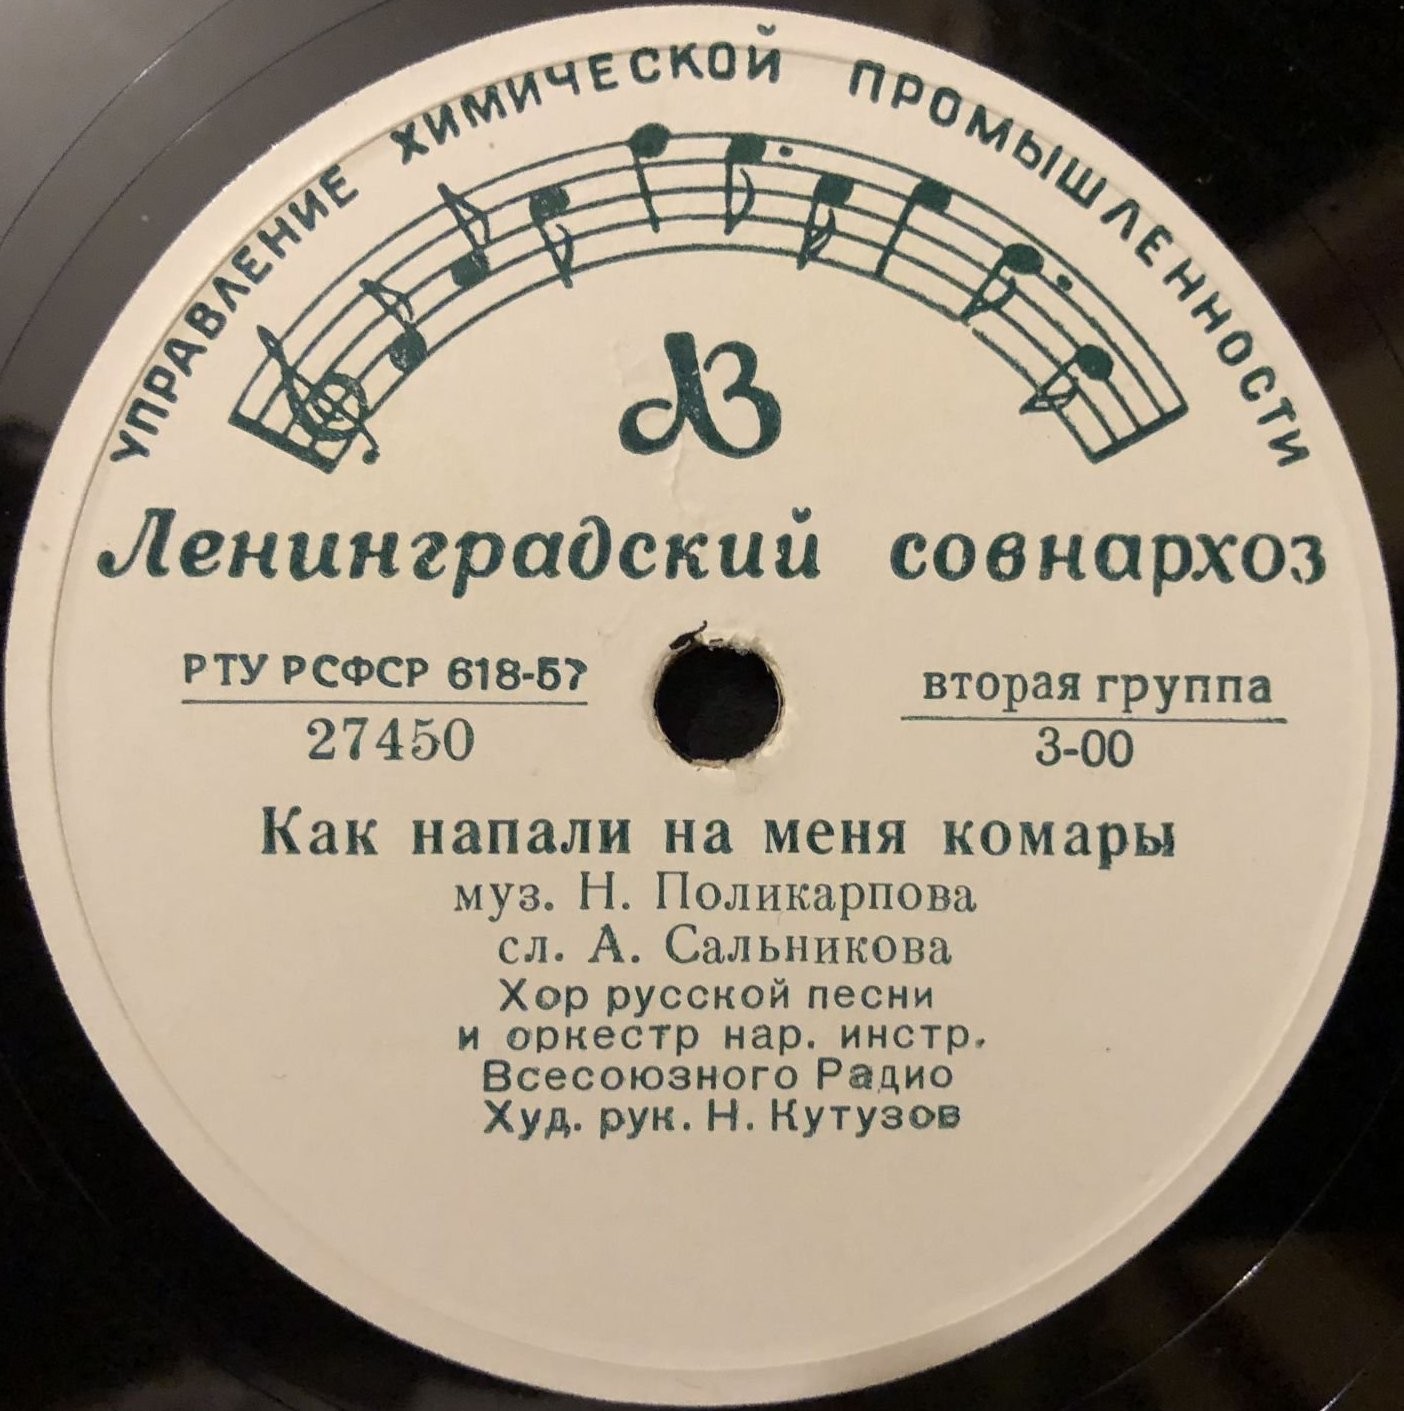 УПРАВЛЕНИЕ ХИМИЧЕСКОЙ ПРОМЫШЛЕННОСТИ
ЛЗ
Ленинградский совнархоз
РТУ РСФСР 618-57
27450
вторая группа
3-00
Как напали на меня комары
муз. Н. Поликарпова
сл. А. Сальникова
Хор русской песни
и оркестр нар. инстр.
Всесоюзного Радио
Худ. рук. Н. Кутузов